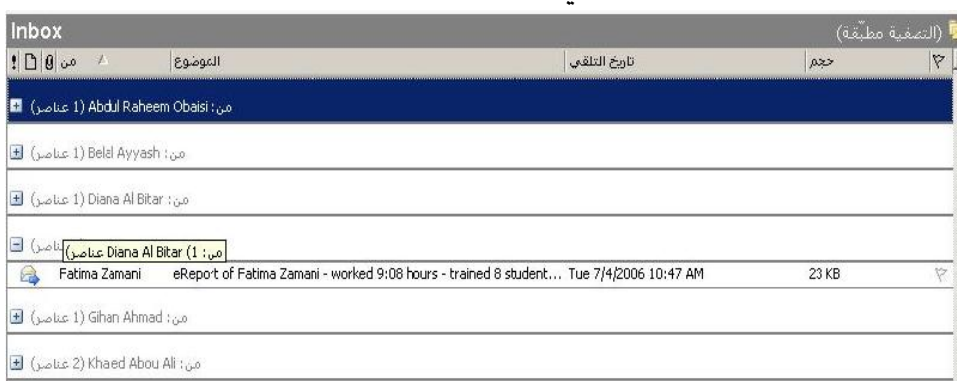 Inbox (التصفية مطبّقة)
! من الموضوع تاريخ التلقي حجم
من: Abdul Raheem Obaisi (1 عناصر)
من: Belal Ayyash (1 عناصر)
من: Diana Al Bitar (1 عناصر)
من: Diana Al Bitar (1 عناصر)
Fatima Zamani eReport of Fatima Zamani - worked 9:08 hours - trained 8 student... Tue 7/4/2006 10:47 AM 23 KB
من: Gihan Ahmad (1 عناصر)
من: Khaed Abou Ali (2 عناصر)